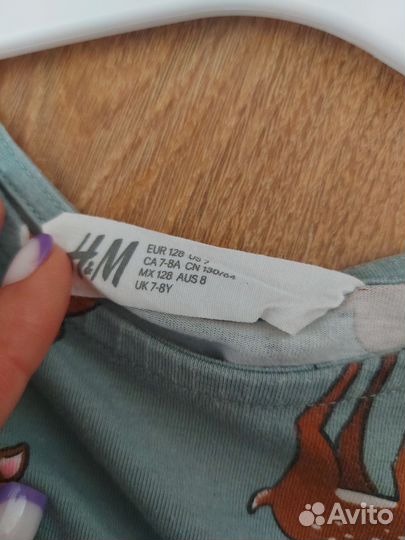 H&M
EUR 128 US 7
CA 7-8A CN 130/64
MX 128 AUS 8
UK 7-8Y
Avito